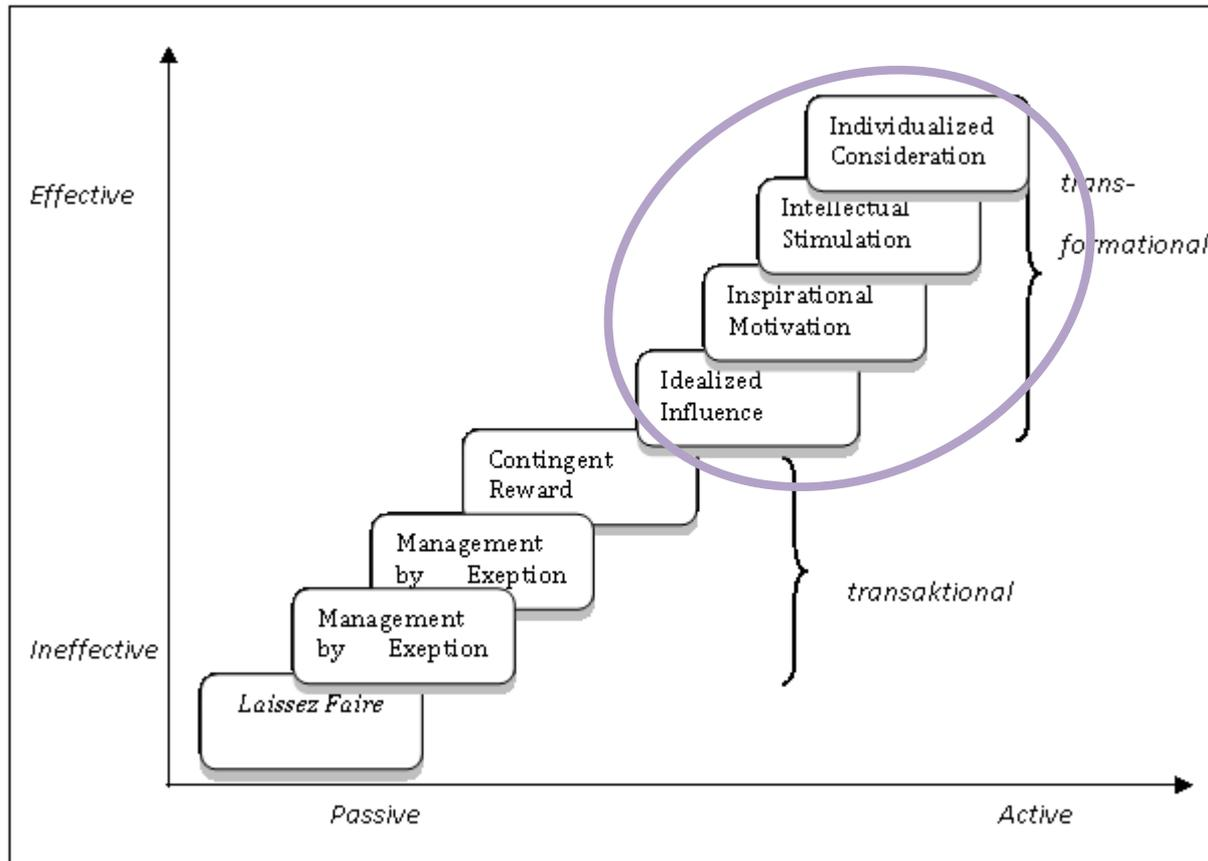 Effective
Individualized
Consideration
trans-
formational
Intellectual
Stimulation
Inspirational
Motivation
Idealized
Influence
Contingent
Reward
Management
by Exeption
transaktional
Management
by Exeption
Ineffective
Laissez Faire
Passive
Active